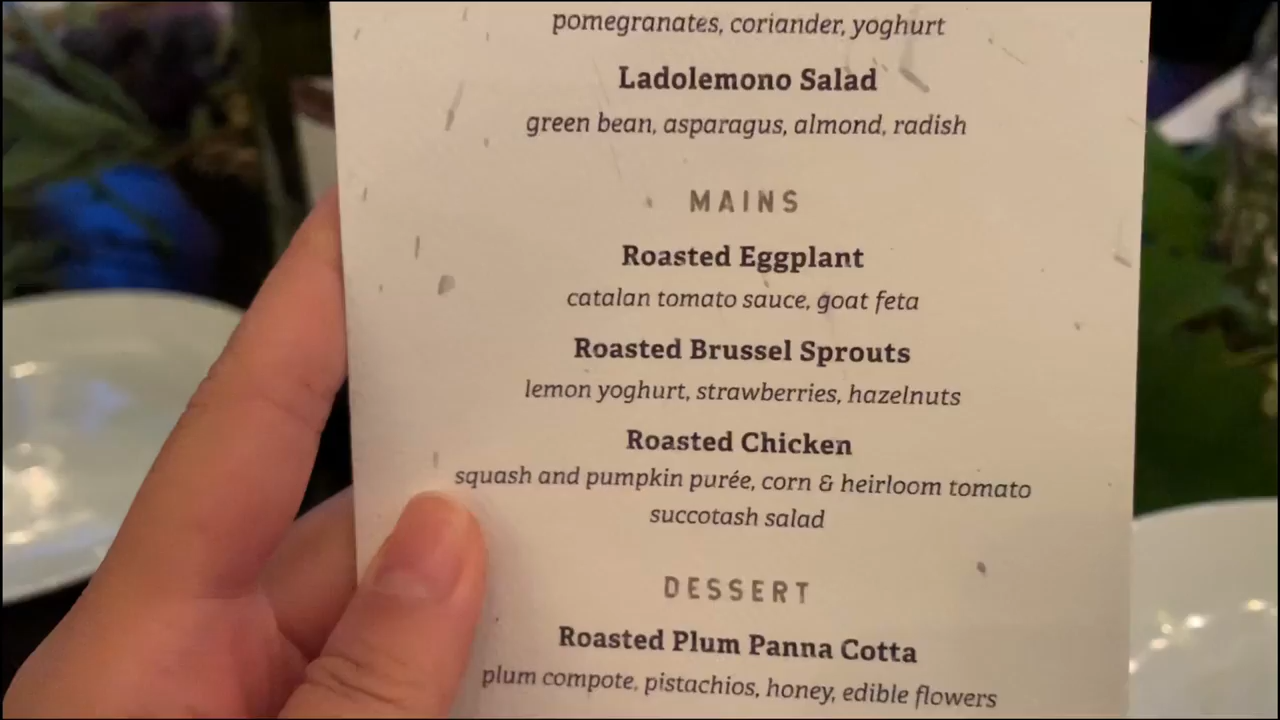 pomegranates, coriander, yoghurt
Ladolemono Salad
green bean, asparagus, almond, radish
MAINS
Roasted Eggplant
catalan tomato sauce, goat feta
Roasted Brussel Sprouts
lemon yoghurt, strawberries, hazelnuts
Roasted Chicken
squash and pumpkin purée, corn & heirloom tomato
succotash salad
DESSERT
Roasted Plum Panna Cotta
plum compote, pistachios, honey, edible flowers